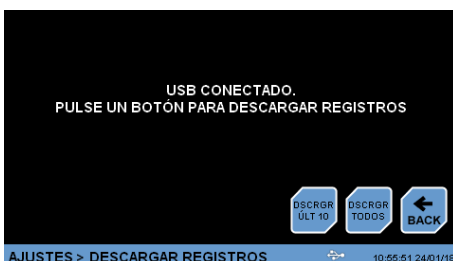 USB CONECTADO.
PULSE UN BOTÓN PARA DESCARGAR REGISTROS
DSCRGR
ÚLT 10
DSCRGR
TODOS
BACK
AJUSTES > DESCARGAR REGISTROS
10:55:51 24/01/18